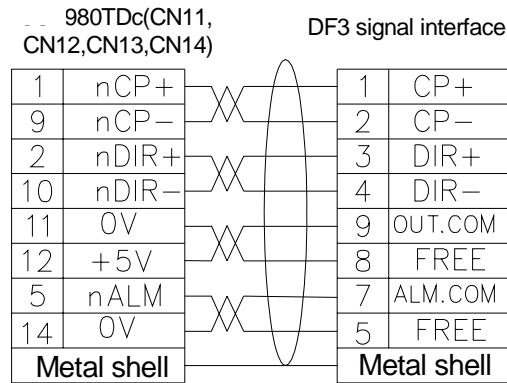 980TDc(CN11,
CN12,CN13,CN14)
DF3 signal interface
1 nCP+ 1 CP+
9 nCP− 2 CP−
2 nDIR+ 3 DIR+
10 nDIR− 4 DIR−
11 0V 9 OUT.COM
12 +5V 8 FREE
5 nALM 7 ALM.COM
14 0V 5 FREE
Metal shell Metal shell